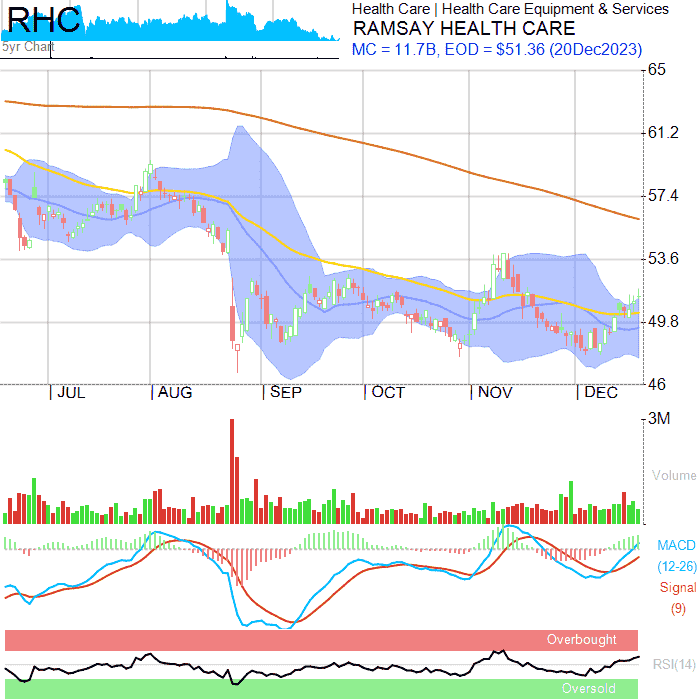 RHC
5yr Chart
Health Care | Health Care Equipment & Services
RAMSAY HEALTH CARE
MC = 11.7B, EOD = $51.36 (20Dec2023)
65
61.2
57.4
53.6
49.8
46
JUL AUG SEP OCT NOV DEC
3M
Volume
MACD
(12-26)
Signal
(9)
Overbought
RSI(14)
Oversold